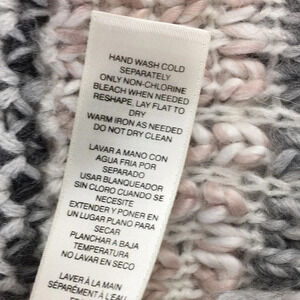 HAND WASH COLD
SEPARATELY
ONLY NON-CHLORINE
BLEACH WHEN NEEDED
RESHAPE, LAY FLAT TO
DRY
WARM IRON AS NEEDED
DO NOT DRY CLEAN
LAVAR A MANO CON
AGUA FRIA POR
SEPARADO
USAR BLANQUEADOR
SIN CLORO CUANDO SE
NECESITE
EXTENDER Y PONER EN
UN LUGAR PLANO PARA
SECAR
PLANCHAR A BAJA
TEMPERATURA
NO LAVAR EN SECO
LAVER À LA MAIN
SÉPARÉMENT À L'EAU